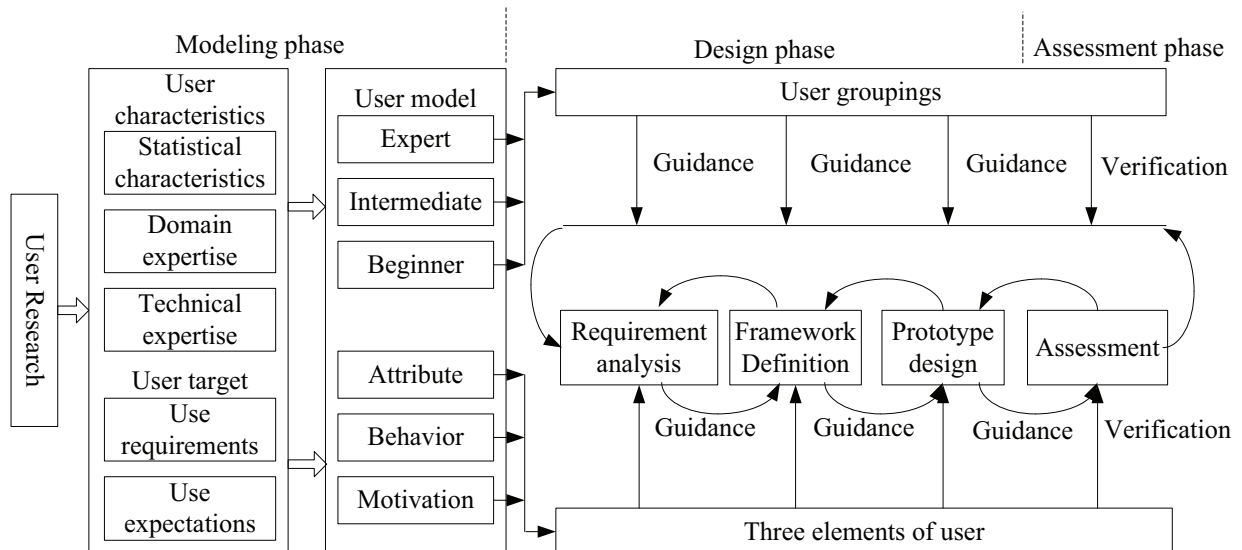 Modeling phase
Design phase
Assessment phase
User Research
User
characteristics
Statistical
characteristics
Domain
expertise
Technical
expertise
User target
Use
requirements
Use
expectations
User model
Expert
Intermediate
Beginner
Attribute
Behavior
Motivation
User groupings
Guidance
Guidance
Guidance
Verification
Requirement
analysis
Framework
Definition
Prototype
design
Assessment
Guidance
Guidance
Guidance
Verification
Three elements of user